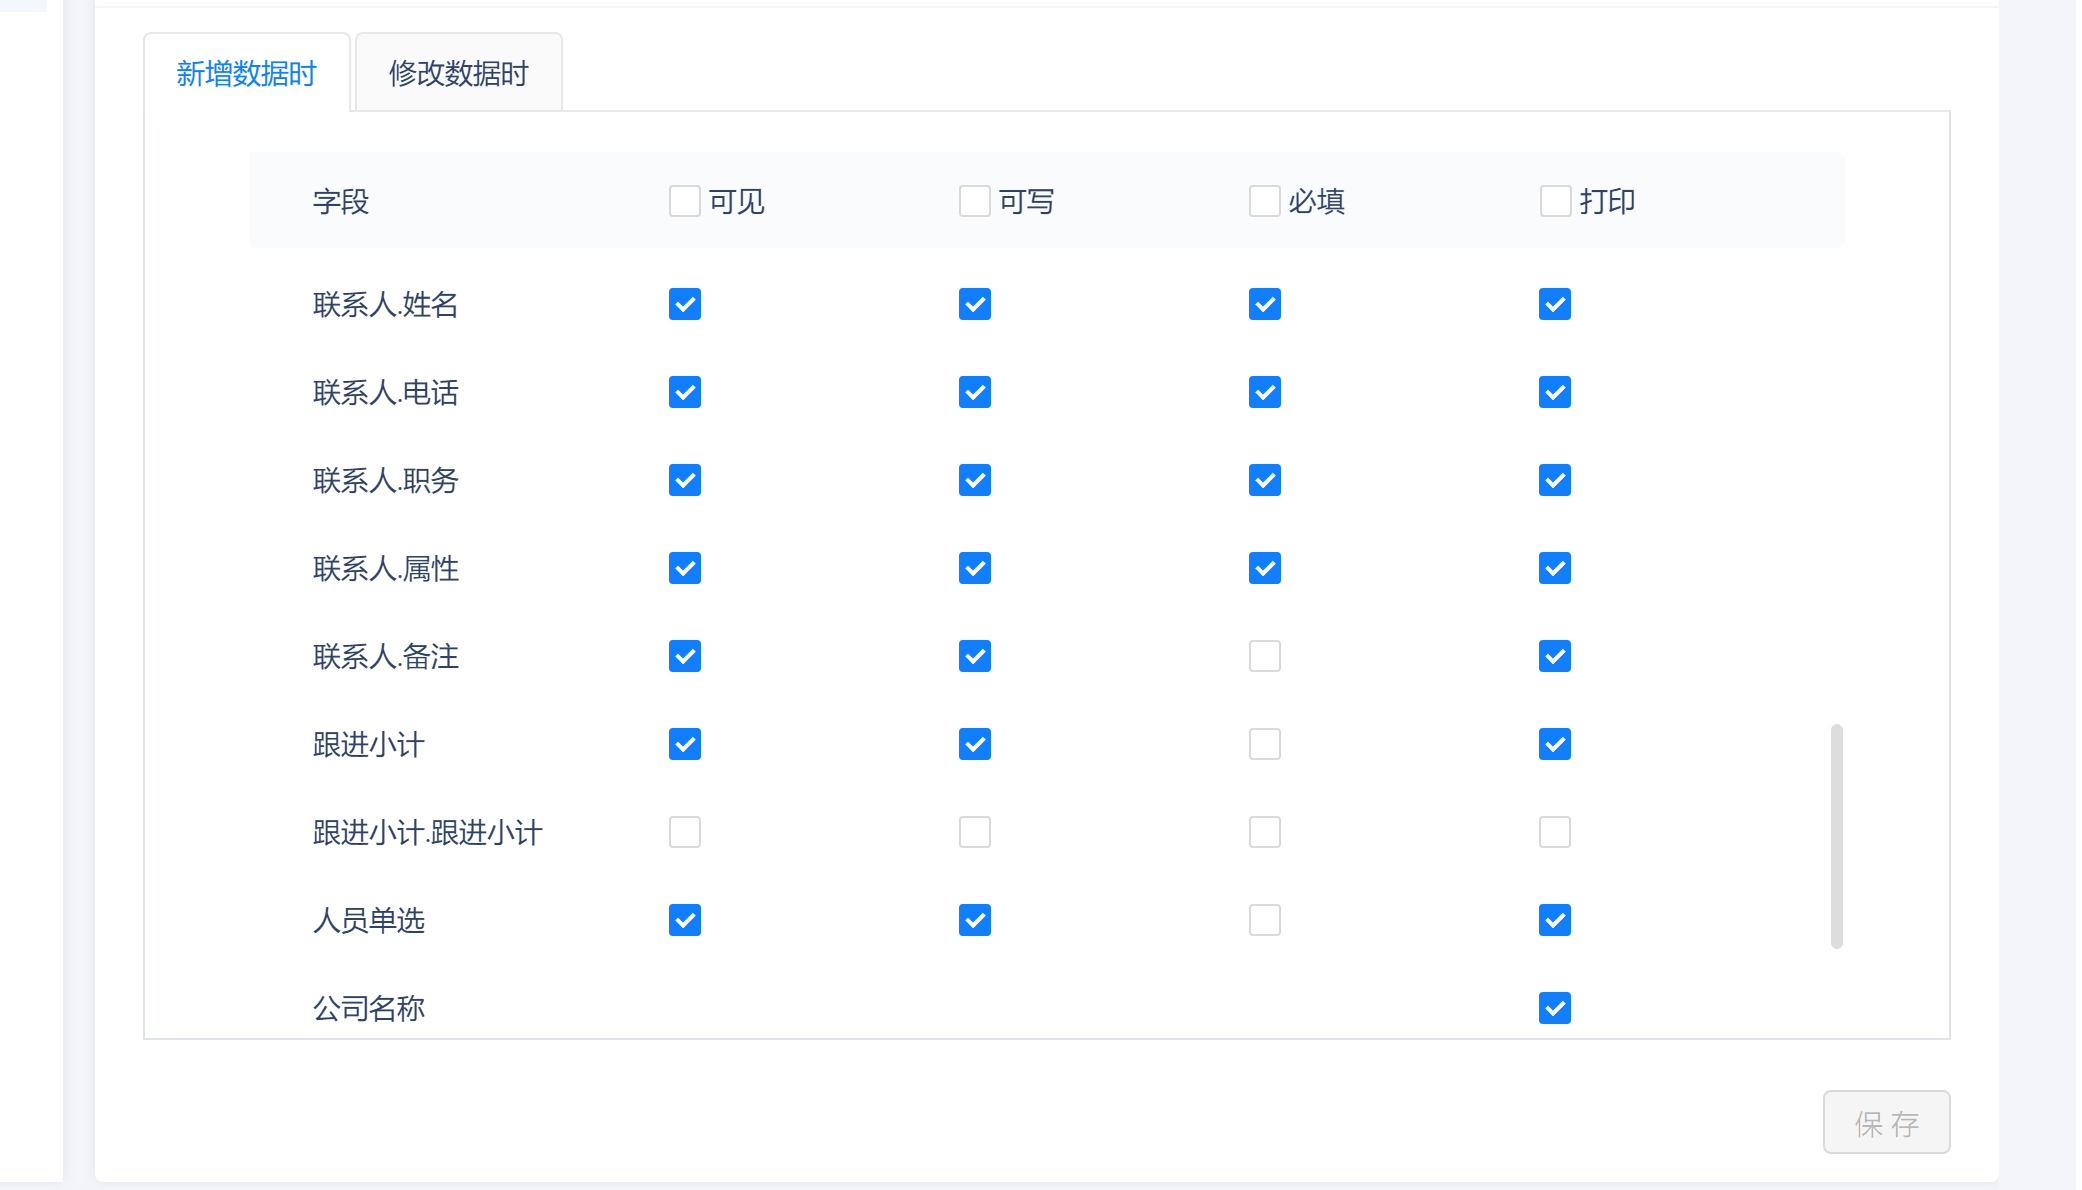 新增数据时 修改数据时
字段 可见 可写 必填 打印
联系人.姓名
联系人.电话
联系人.职务
联系人.属性
联系人.备注
跟进小计
跟进小计.跟进小计
人员单选
公司名称
保 存